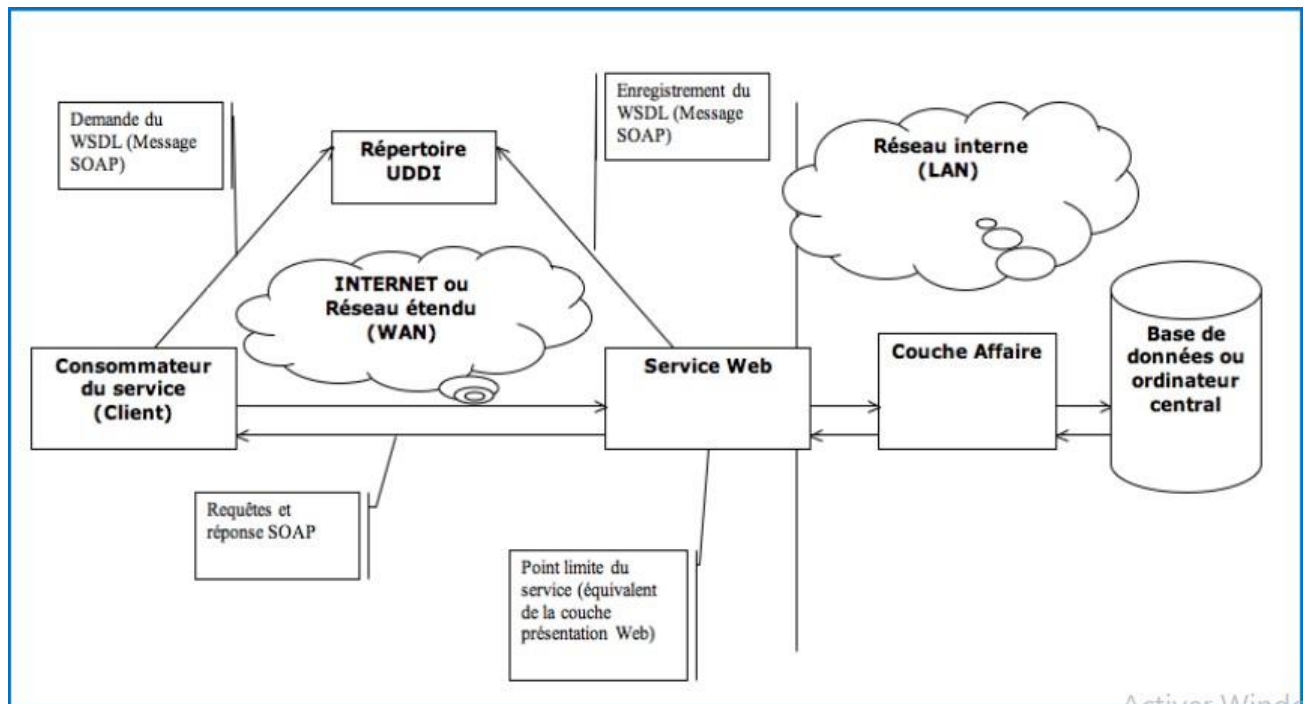 Demande du
WSDL (Message
SOAP)
Répertoire
UDDI
Enregistrement du
WSDL (Message
SOAP)
Réseau interne
(LAN)
INTERNET ou
Réseau étendu
(WAN)
Consommateur
du service
(Client)
Service Web
Couche Affaire
Base de
données ou
ordinateur
central
Requêtes et
réponse SOAP
Point limite du
service (équivalent
de la couche
présentation Web)
Activer